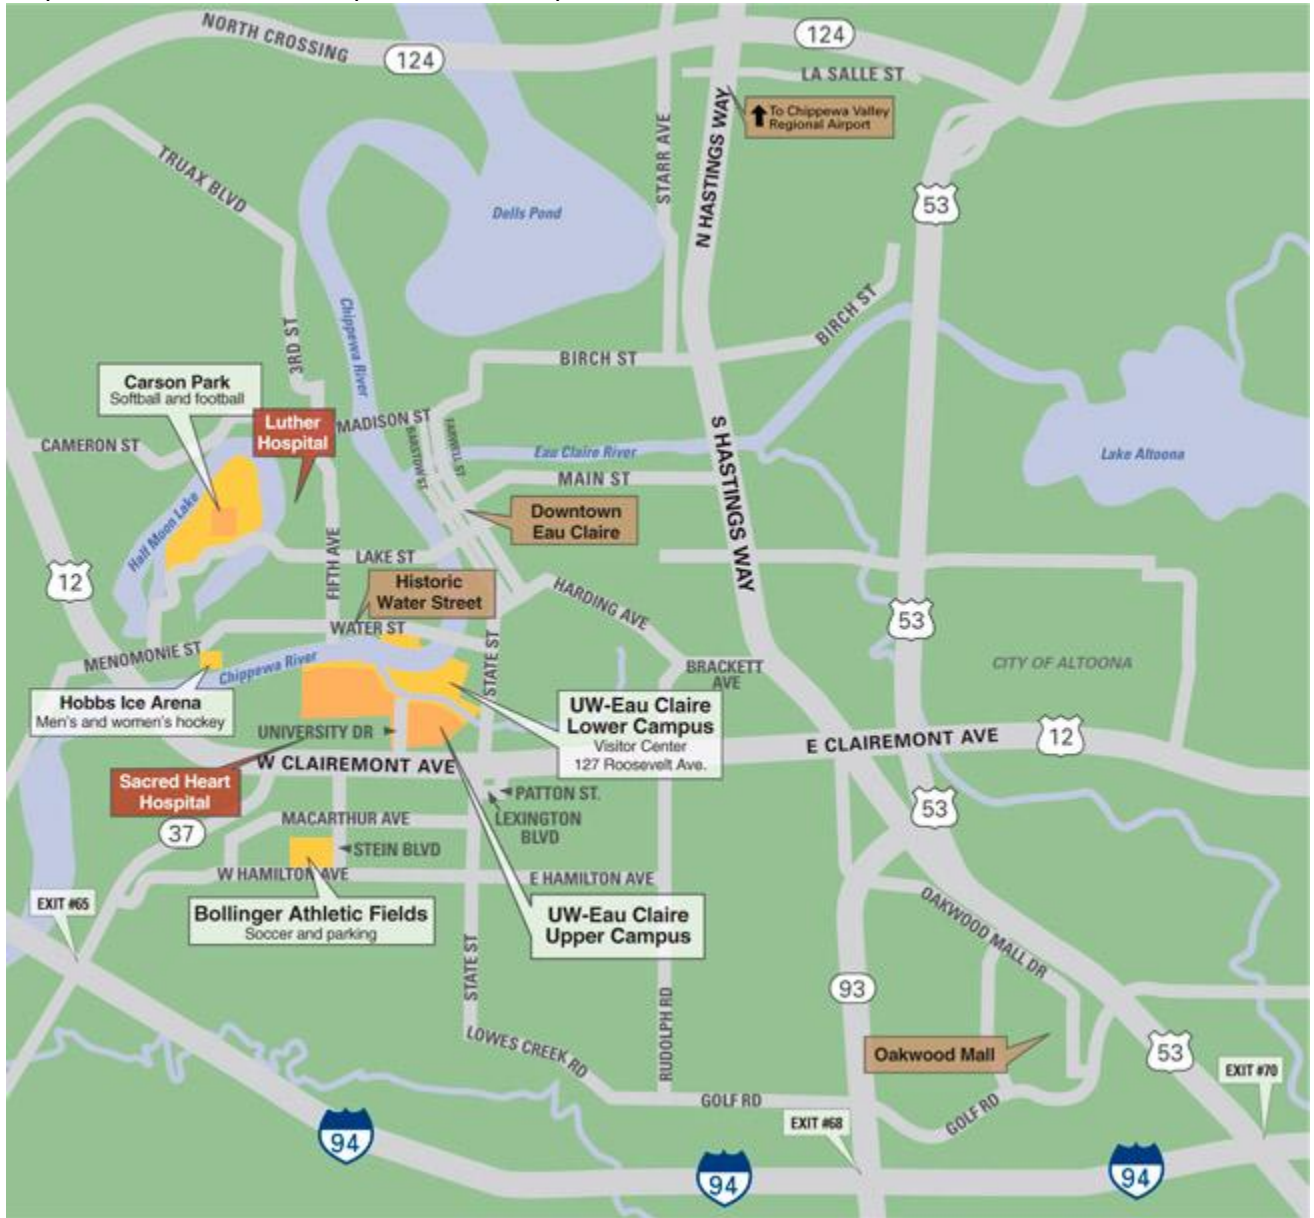 NORTH CROSSING
124
124
LA SALLE ST
To Chippewa Valley
Regional Airport
N HASTINGS WAY
STARR AVE
TRUAX BLVD
53
Dells Pond
Chippewa River
BIRCH ST
3RD ST
BIRCH ST
Carson Park
Softball and football
Luther
Hospital
MADISON ST
BARSTOW ST
FARWELL ST
CAMERON ST
Eau Claire River
S HASTINGS WAY
Lake Altoona
MAIN ST
Half Moon Lake
Downtown
Eau Claire
FIFTH AVE
LAKE ST
12
Historic
Water Street
HARDING AVE
53
WATER ST
MENOMONIE ST
Chippewa River
STATE ST
BRACKETT
AVE
CITY OF ALTOONA
Hobbs Ice Arena
Men's and women's hockey
UW-Eau Claire
Lower Campus
Visitor Center
127 Roosevelt Ave.
UNIVERSITY DR
E CLAIREMONT AVE
12
W CLAIREMONT AVE
Sacred Heart
Hospital
PATTON ST.
LEXINGTON
BLVD
53
37
MACARTHUR AVE
STEIN BLVD
W HAMILTON AVE
E HAMILTON AVE
EXIT #65
Bollinger Athletic Fields
Soccer and parking
UW-Eau Claire
Upper Campus
OAKWOOD MALL DR
STATE ST
93
RUDOLPH RD
LOWES CREEK RD
Oakwood Mall
53
EXIT #70
GOLF RD
GOLF RD
EXIT #68
94
94
94